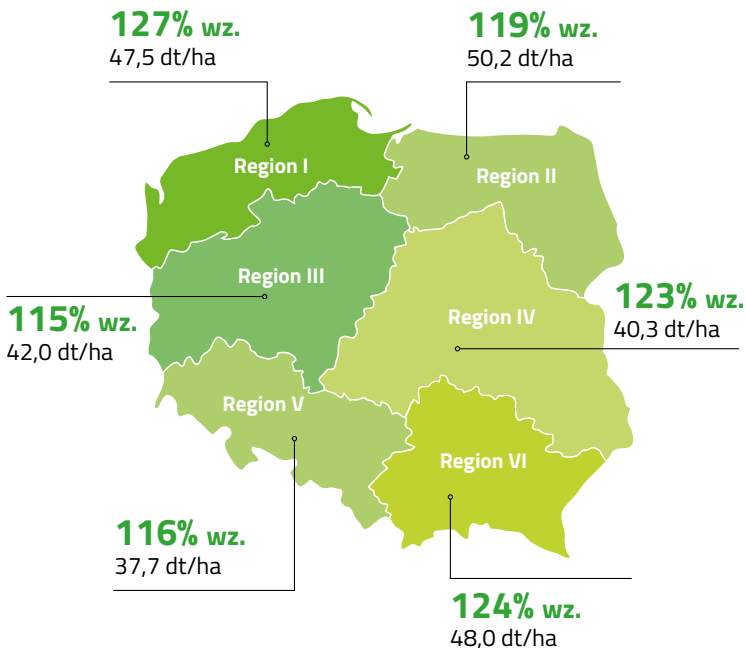 127% wz.
47,5 dt/ha
119% wz.
50,2 dt/ha
Region I
Region II
Region III
115% wz.
42,0 dt/ha
Region IV
123% wz.
40,3 dt/ha
Region V
Region VI
116% wz.
37,7 dt/ha
124% wz.
48,0 dt/ha